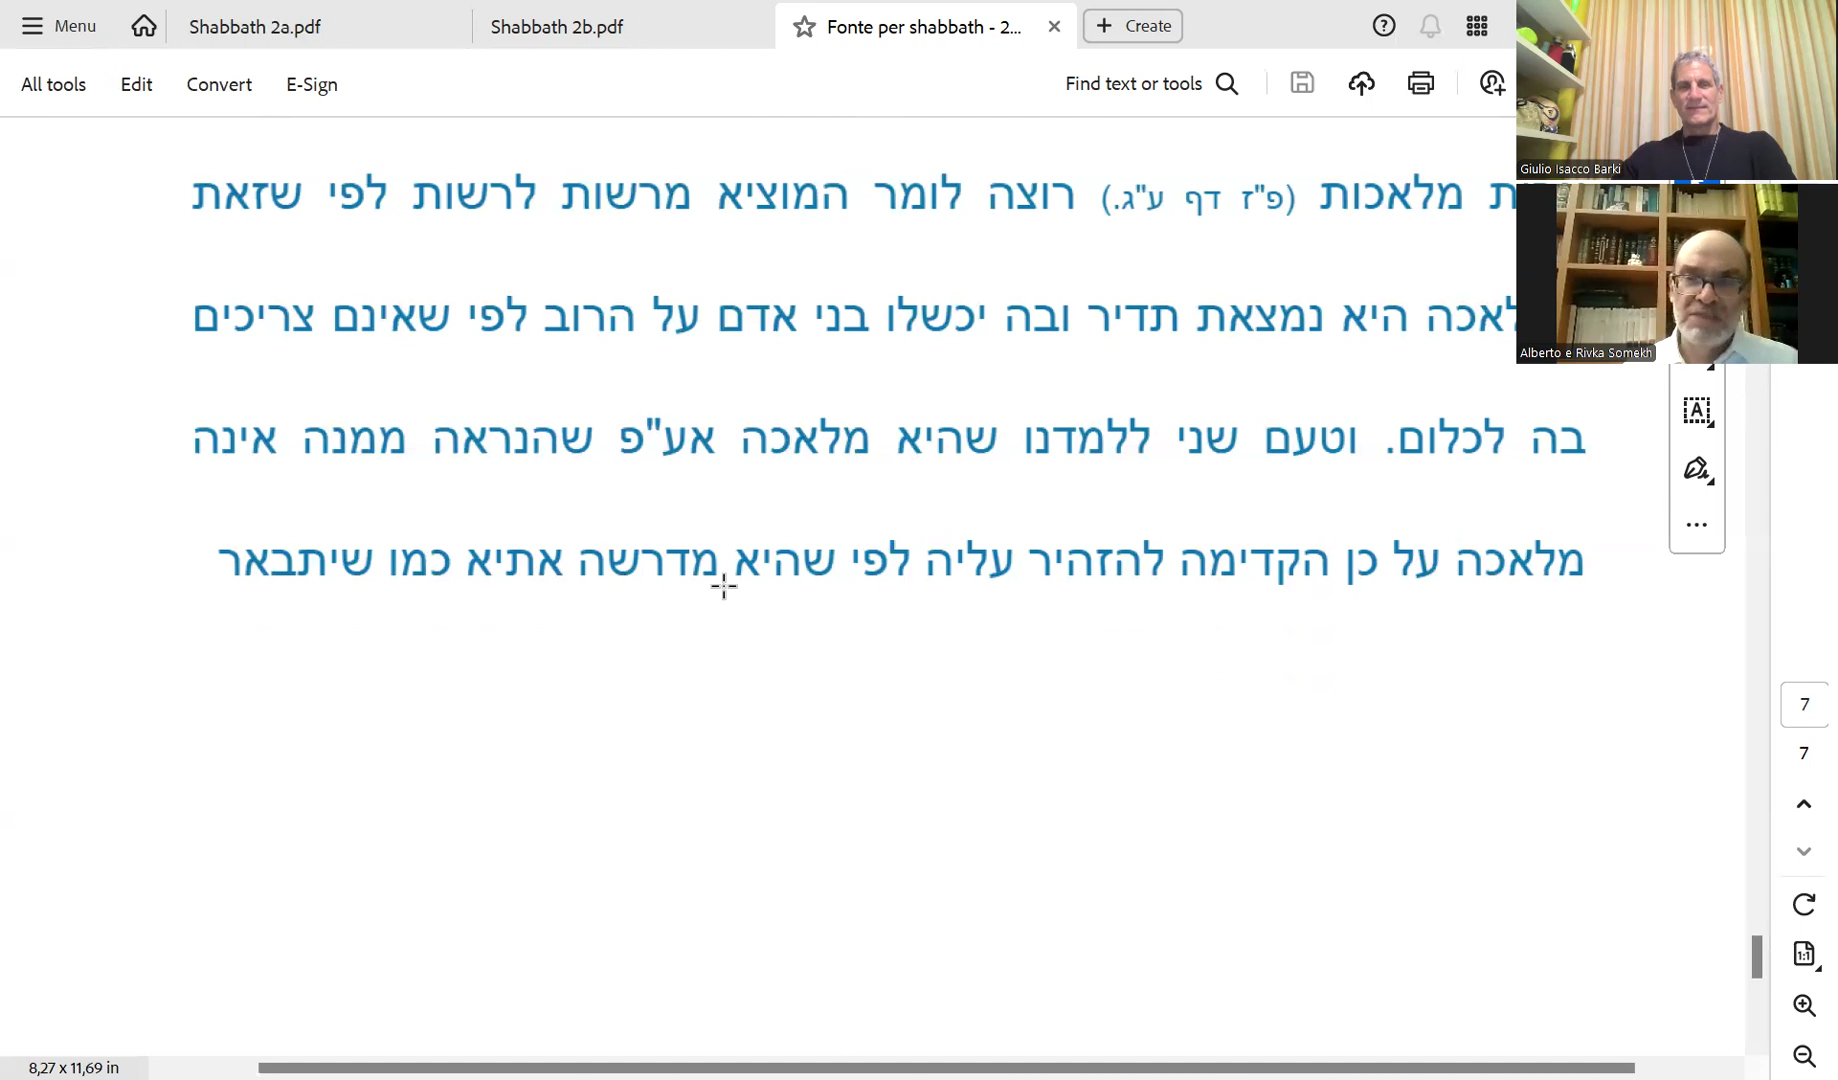 Menu
Shabbath 2a.pdf
Shabbath 2b.pdf
Fonte per shabbath - 2...
+ Create
All tools
Edit
Convert
E-Sign
Find text or tools
Giulio Isacco Barki
Alberto e Rivka Somekh
מלאכות (פ"ז דף ע"ג.) רוצה לומר המוציא מרשות לרשות לפי שזאת
היא נמצאת תדיר ובה יכשלו בני אדם על הרוב לפי שאינם צריכים
בה לכלום. וטעם שני ללמדנו שהיא מלאכה אע"פ שהנראה ממנה אינה
מלאכה על כן הקדימה להזהיר עליה לפי שהיא מדרשה אתיא כמו שיתבאר
7
7
1:1
8,27 x 11,69 in